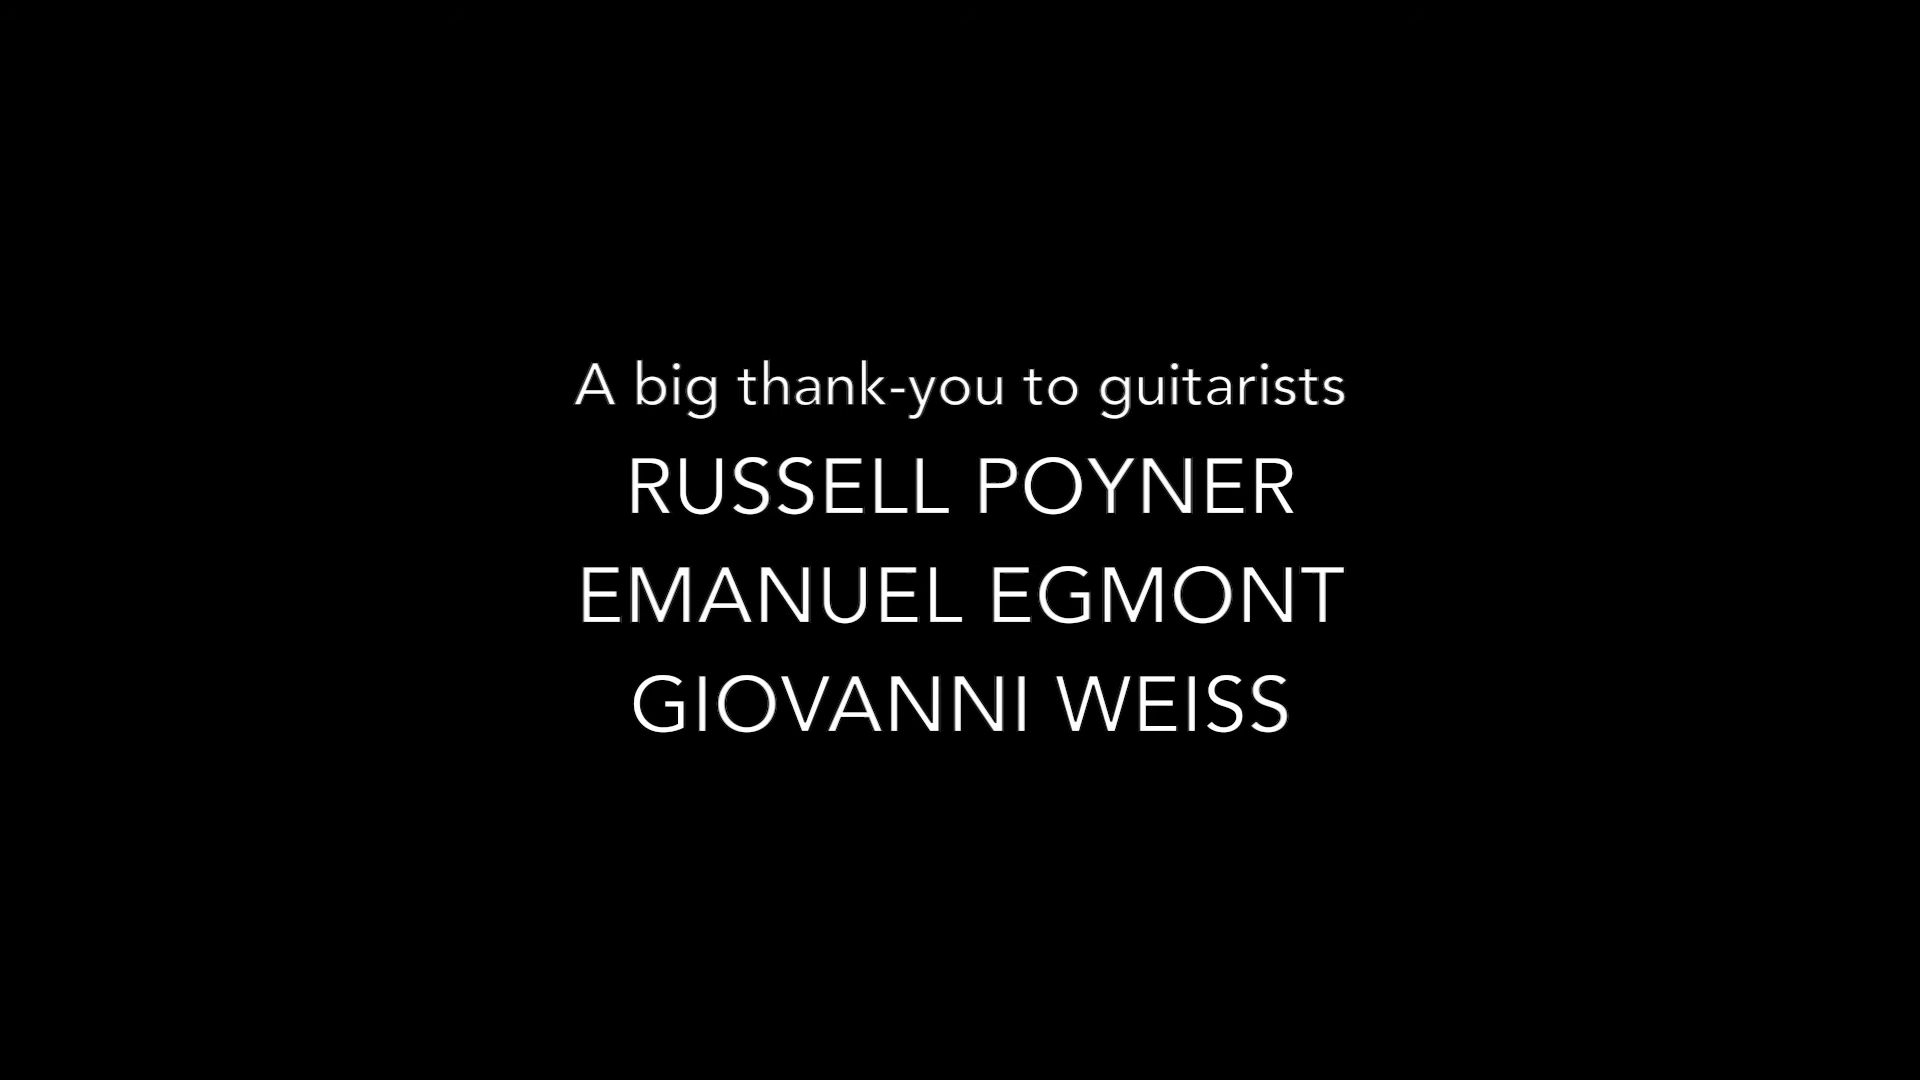 A big thank-you to guitarists
RUSSELL POYNER
EMANUEL EGMONT
GIOVANNI WEISS